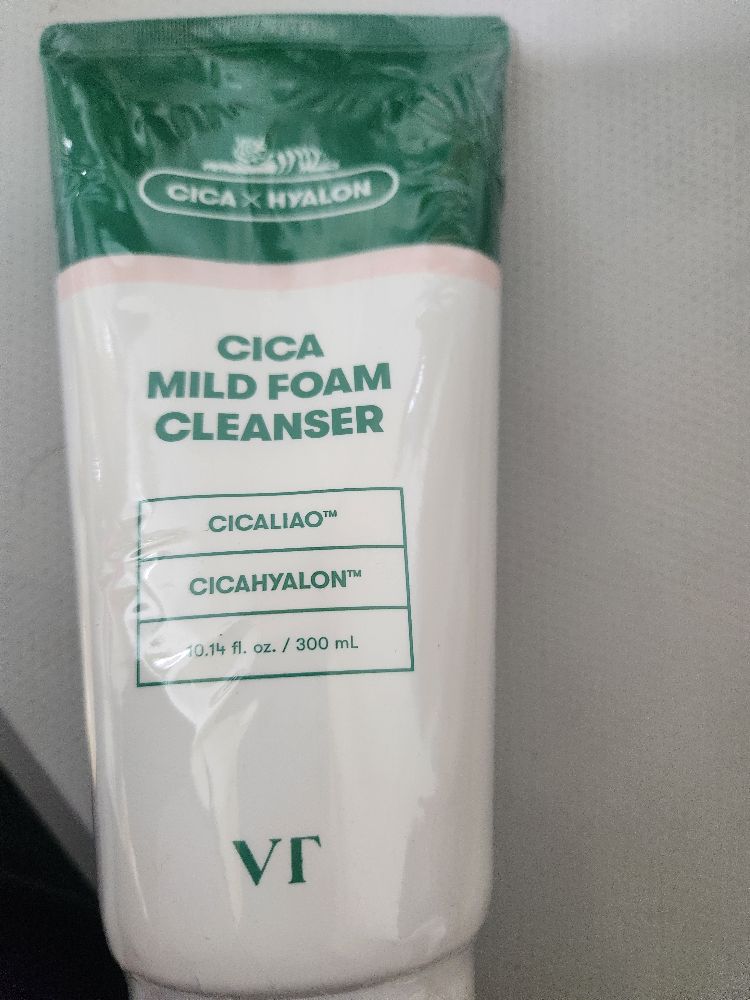 CICA X HYALON
CICA
MILD FOAM
CLEANSER
CICALIAO™
CICAHYALON™
10.14 fl. oz. / 300 mL
VT